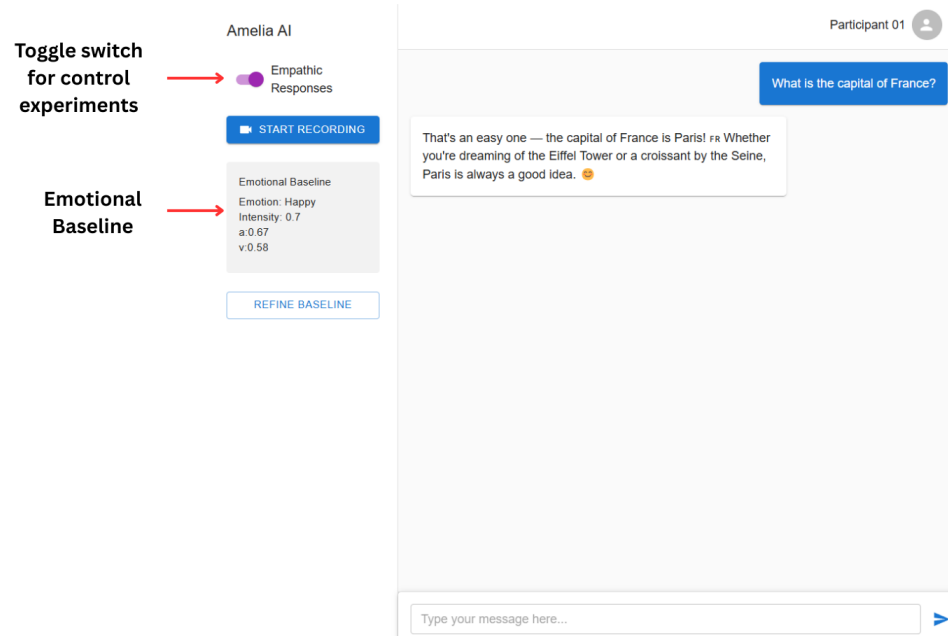 Amelia AI
Toggle switch
for control
experiments
Empathic
Responses
START RECORDING
Emotional
Baseline
Emotional Baseline
Emotion: Happy
Intensity: 0.7
a:0.67
v:0.58
REFINE BASELINE
Participant 01
What is the capital of France?
That's an easy one — the capital of France is Paris! FR Whether
you're dreaming of the Eiffel Tower or a croissant by the Seine,
Paris is always a good idea. 😊
Type your message here...